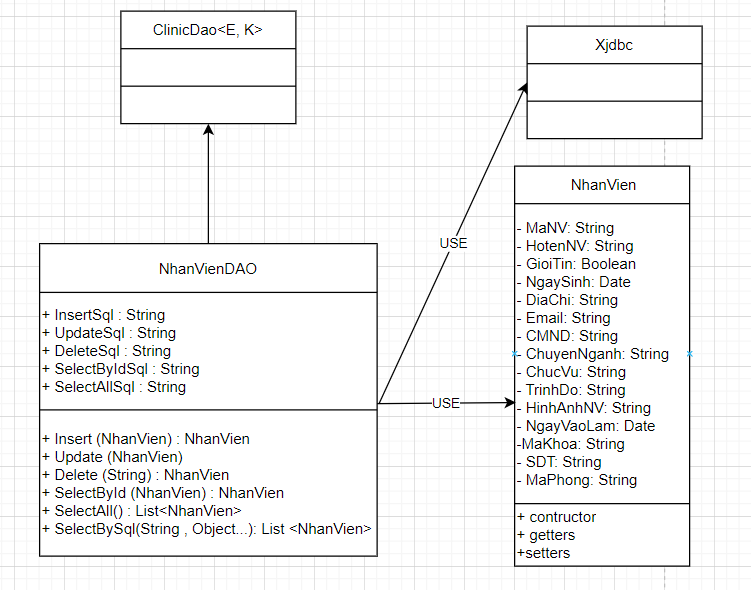 ClinicDao<E, K>
Xjdbc
NhanVienDAO
+ InsertSql : String
+ UpdateSql : String
+ DeleteSql : String
+ SelectByIdSql : String
+ SelectAllSql : String
+ Insert (NhanVien) : NhanVien
+ Update (NhanVien)
+ Delete (String) : NhanVien
+ SelectById (NhanVien) : NhanVien
+ SelectAll() : List<NhanVien>
+ SelectBySql(String , Object...): List <NhanVien>
USE
USE
NhanVien
- MaNV: String
- HotenNV: String
- GioiTin: Boolean
- NgaySinh: Date
- DiaChi: String
- Email: String
- CMND: String
- ChuyenNganh: String
- ChucVu: String
- TrinhDo: String
- HinhAnhNV: String
- NgayVaoLam: Date
-MaKhoa: String
- SDT: String
- MaPhong: String
+ contructor
+ getters
+setters